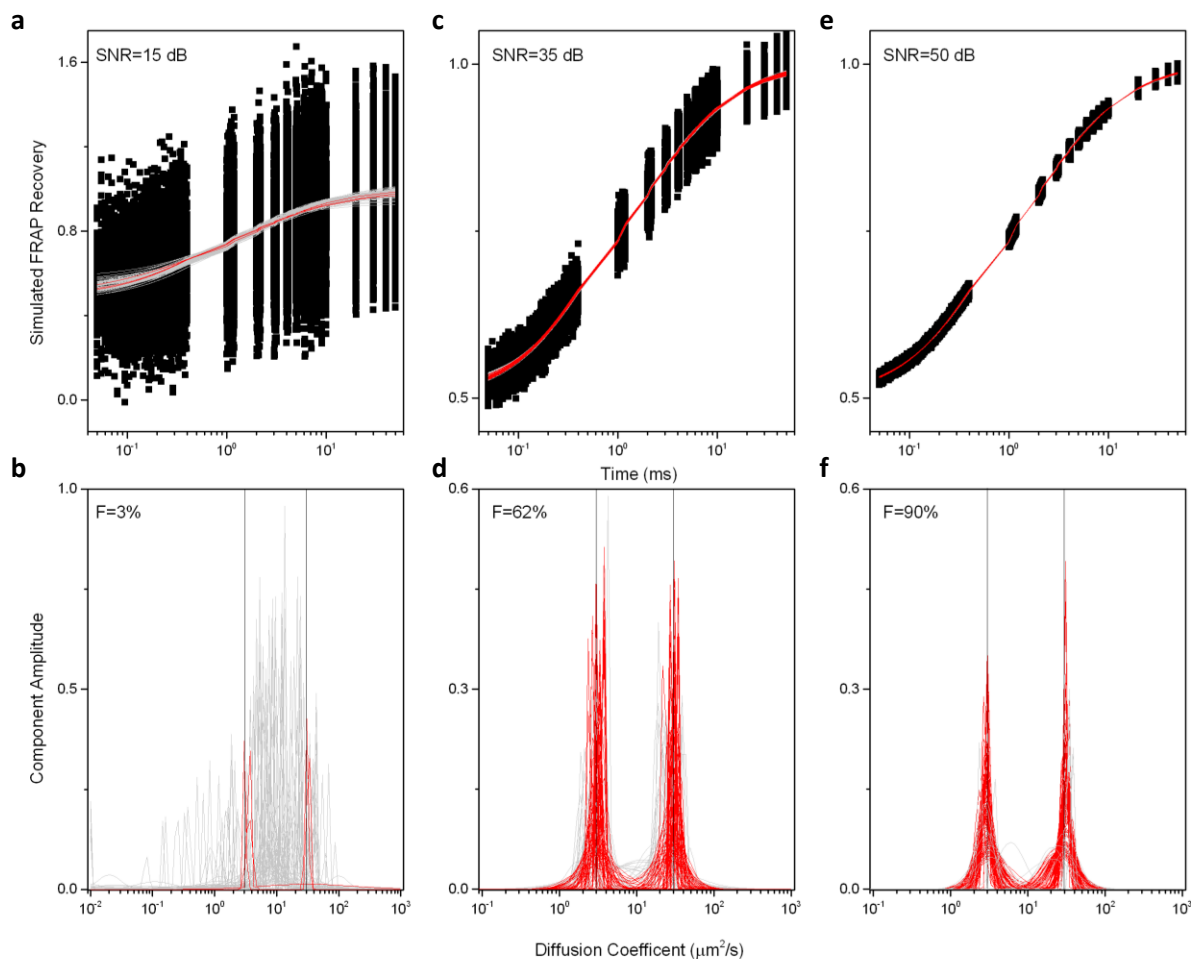 a
c
e
SNR=15 dB
SNR=35 dB
SNR=50 dB
Simulated FRAP Recovery
1.6
1.2
0.8
0.4
0.0
1.0
0.5
1.0
0.5
10⁻¹ 10⁰ 10¹
10⁻¹ 10⁰ 10¹
10⁻¹ 10⁰ 10¹
Time (ms)
b
d
f
F=3%
F=62%
F=90%
Component Amplitude
1.0
0.5
0.0
0.6
0.3
0.0
0.6
0.3
0.0
10⁻² 10⁻¹ 10⁰ 10¹ 10² 10³
10⁻¹ 10⁰ 10¹ 10² 10³
10⁻¹ 10⁰ 10¹ 10² 10³
Diffusion Coefficent (μm²/s)